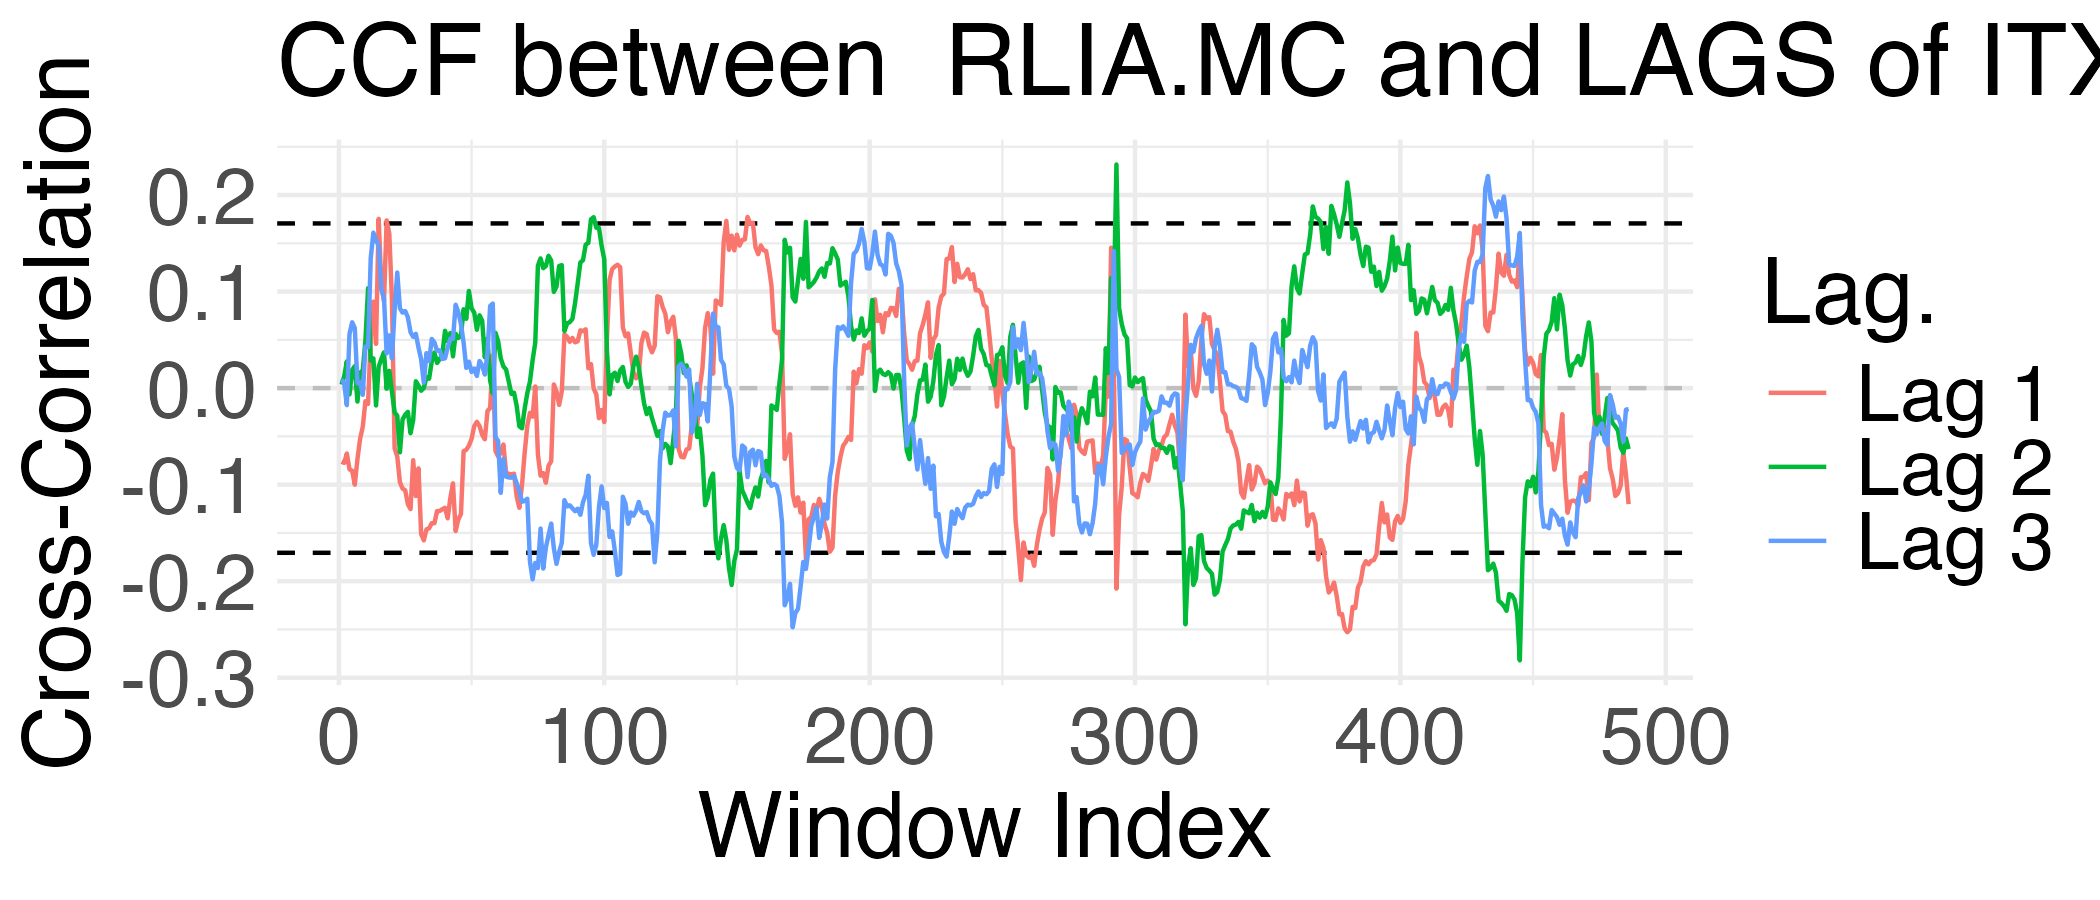 CCF between  RLIA.MC and LAGS of ITX
Cross-Correlation
0.2
0.1
0.0
-0.1
-0.2
-0.3
0 100 200 300 400 500
Window Index
Lag.
Lag 1
Lag 2
Lag 3